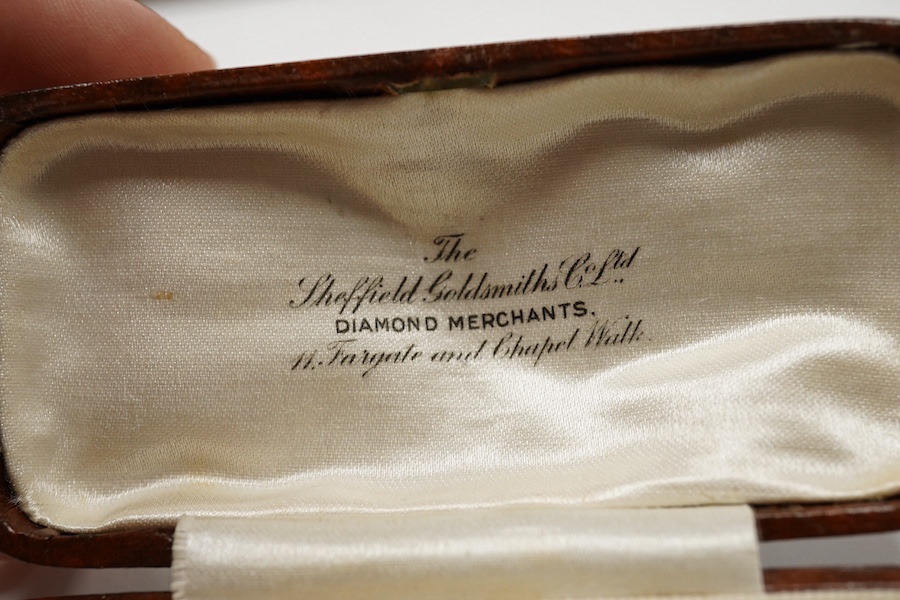 The
Sheffield Goldsmiths Co. Ltd.,
DIAMOND MERCHANTS.
11. Fargate and Chapel Walk.